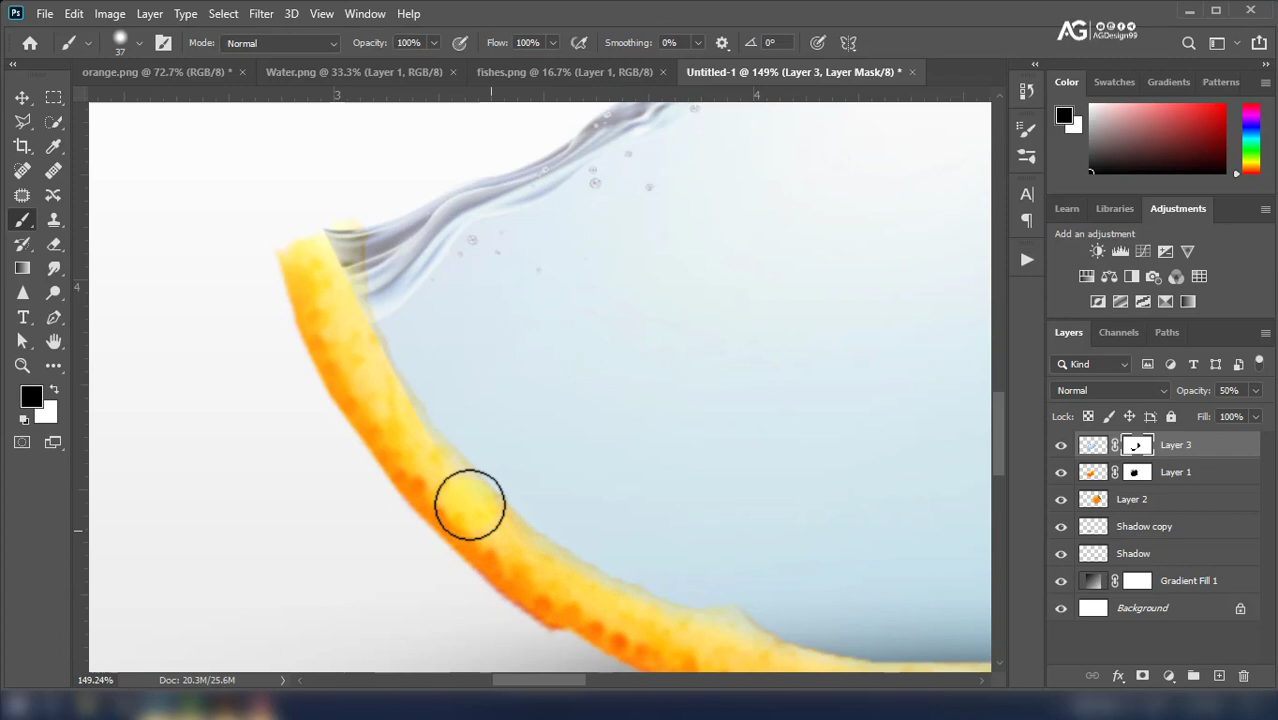 Ps File Edit Image Layer Type Select Filter 3D View Window Help
AG AGDesign99
37 Mode: Normal Opacity: 100% Flow: 100% Smoothing: 0% 0°
orange.png @ 72.7% (RGB/8) * × Water.png @ 33.3% (Layer 1, RGB/8) × fishes.png @ 16.7% (Layer 1, RGB/8) × Untitled-1 @ 149% (Layer 3, Layer Mask/8) * ×
Color Swatches Gradients Patterns
3 4
4
Learn Libraries Adjustments
Add an adjustment
Layers Channels Paths
Kind
Normal Opacity: 50%
Lock: Fill: 100%
Layer 3
Layer 1
Layer 2
Shadow copy
Shadow
Gradient Fill 1
Background
149.24% Doc: 20.3M/25.6M